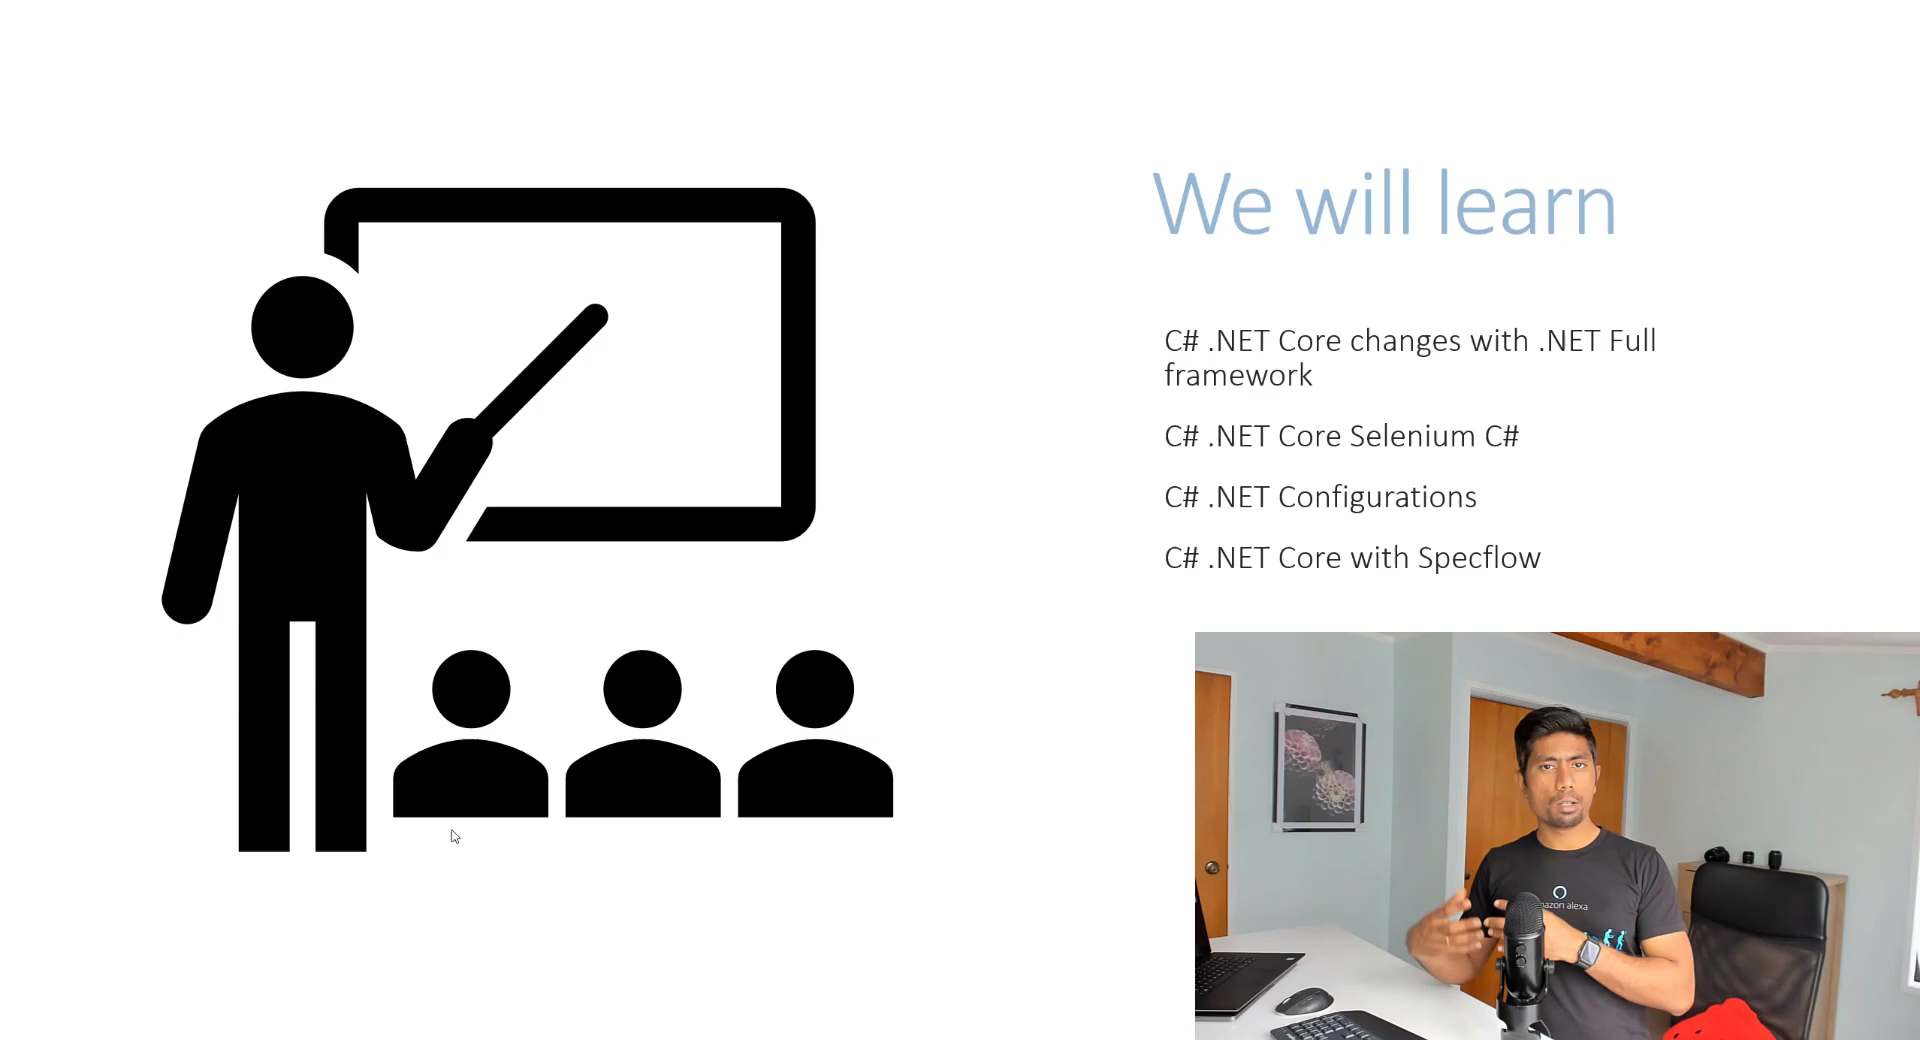 We will learn
C# .NET Core changes with .NET Full
framework
C# .NET Core Selenium C#
C# .NET Configurations
C# .NET Core with Specflow
alexa